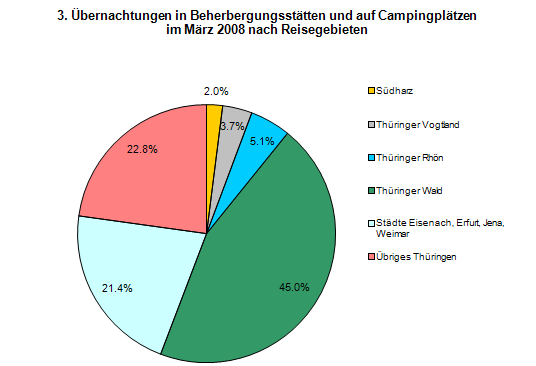 3. Übernachtungen in Beherbergungsstätten und auf Campingplätzen
im März 2008 nach Reisegebieten
2.0%
3.7%
5.1%
22.8%
21.4%
45.0%
Südharz
Thüringer Vogtland
Thüringer Rhön
Thüringer Wald
Städte Eisenach, Erfurt, Jena,
Weimar
Übriges Thüringen